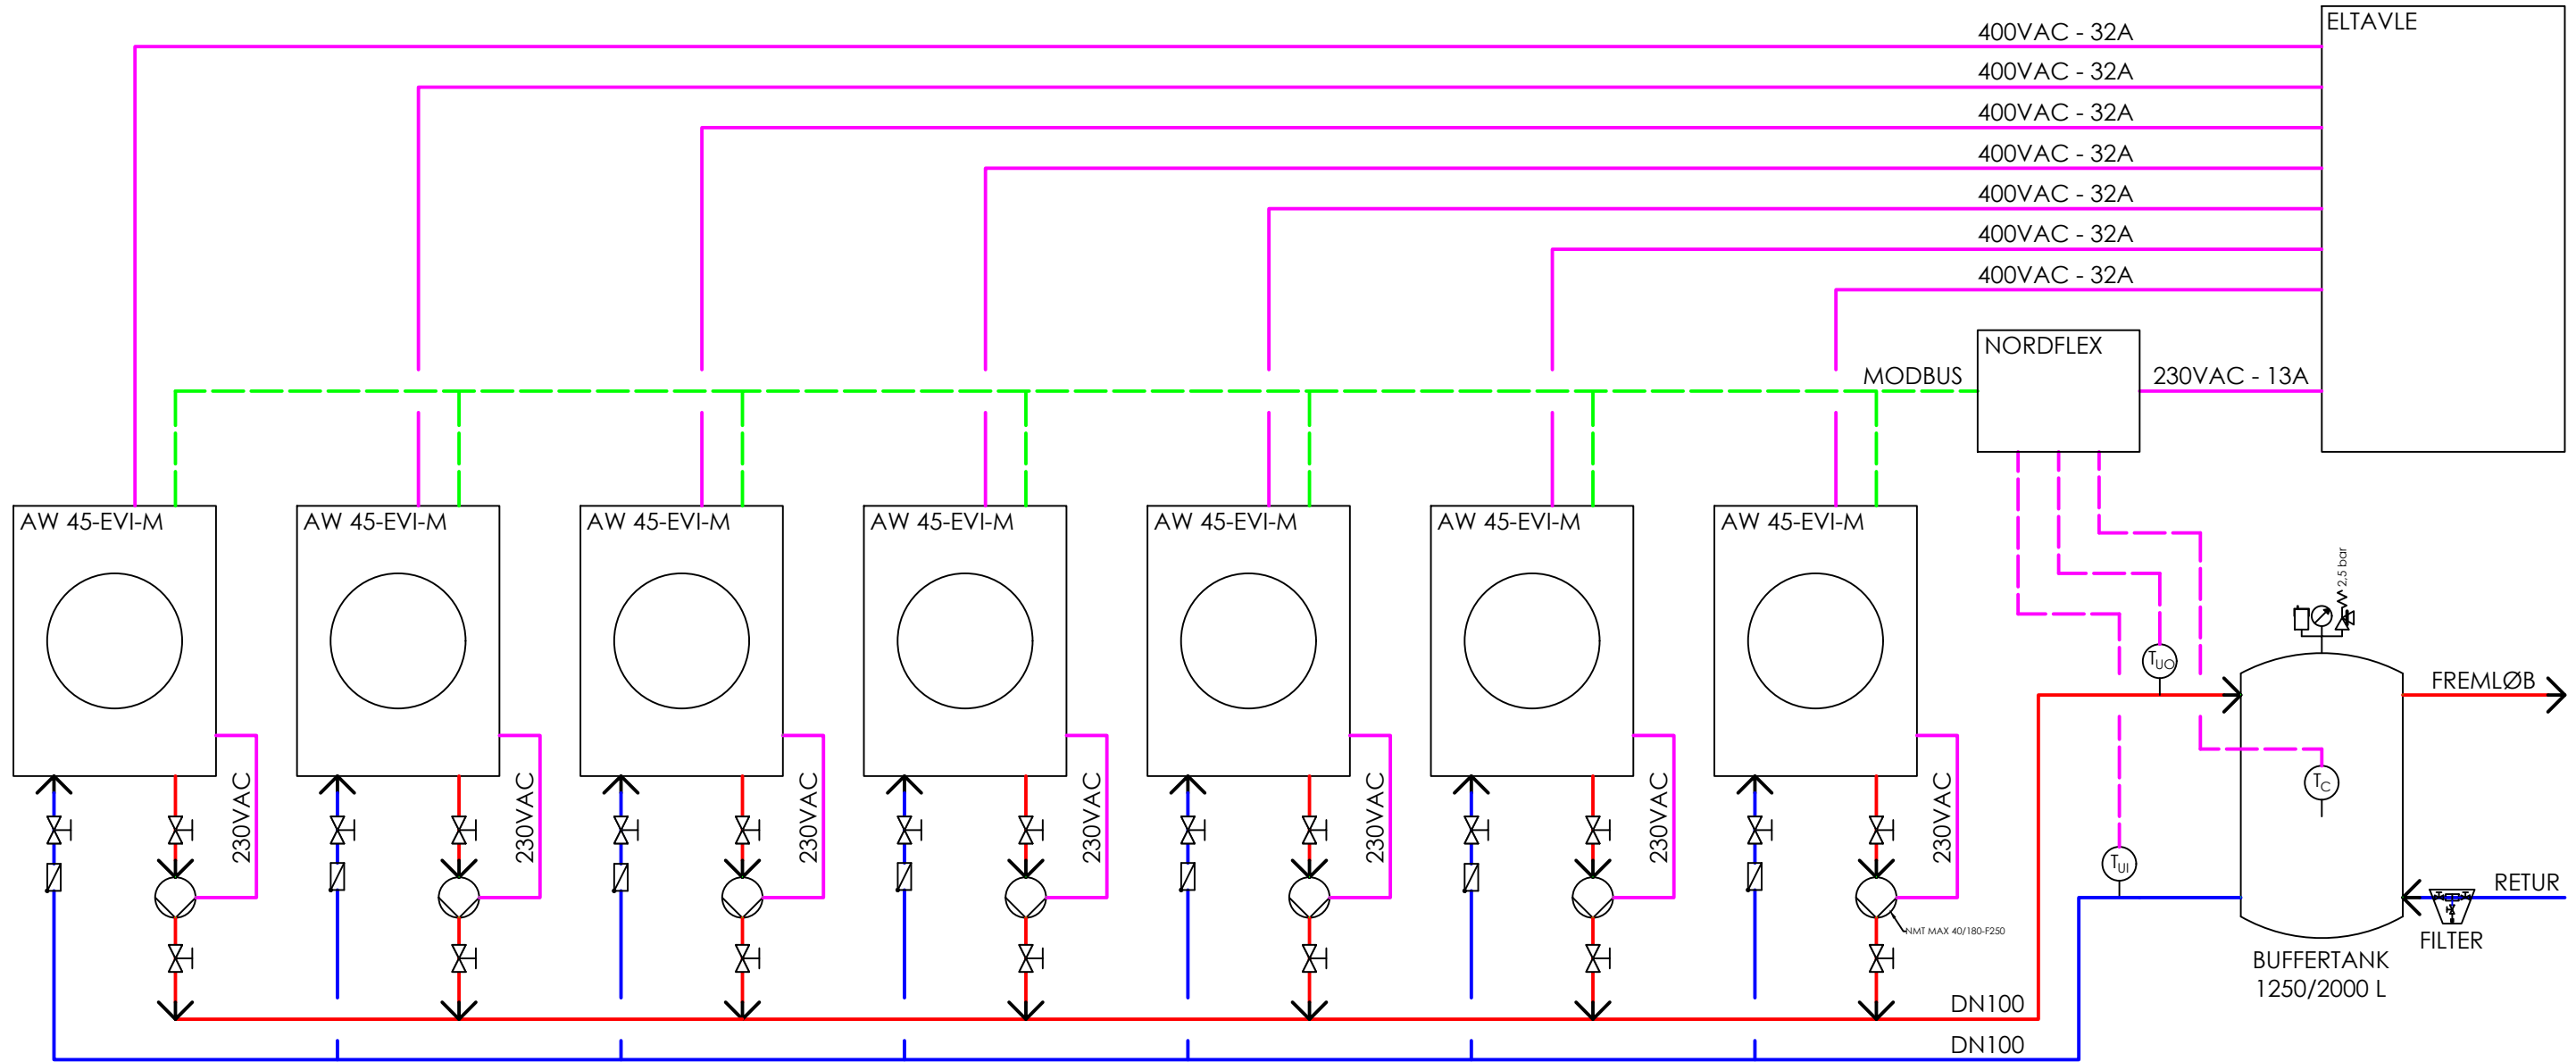 ELTAVLE
400VAC - 32A
400VAC - 32A
400VAC - 32A
400VAC - 32A
400VAC - 32A
400VAC - 32A
400VAC - 32A
NORDFLEX
MODBUS
230VAC - 13A
AW 45-EVI-M
AW 45-EVI-M
AW 45-EVI-M
AW 45-EVI-M
AW 45-EVI-M
AW 45-EVI-M
AW 45-EVI-M
2,5 bar
TUO
FREMLØB
TC
230VAC
230VAC
230VAC
230VAC
230VAC
230VAC
230VAC
TUI
RETUR
NMT MAX 40/180-F250
FILTER
BUFFERTANK
1250/2000 L
DN100
DN100